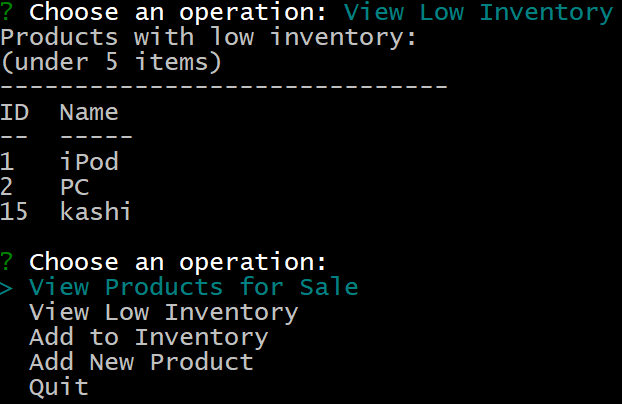 ? Choose an operation: View Low Inventory
Products with low inventory:
(under 5 items)
------------------------------
ID  Name
--  -----
1   iPod
2   PC
15  kashi

? Choose an operation:
> View Products for Sale
  View Low Inventory
  Add to Inventory
  Add New Product
  Quit